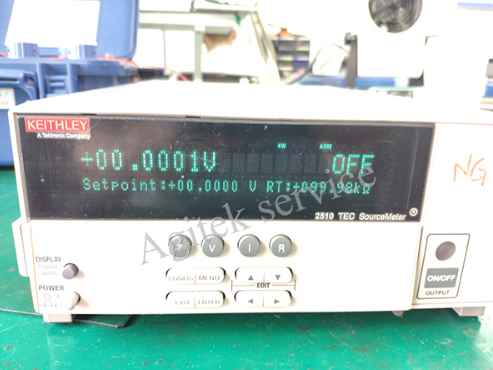 KEITHLEY
A Tektronix Company
4W ARM
+00.0001V OFF
Setpoint:+00.0000 V RT:+099.98kΩ
2510 TEC SourceMeter
NG
Agitek service
T V I R
DISPLAY
CONFIG MENU ▲ ▼
EDIT
POWER
EXIT ENTER ◄ ►
ON/OFF
OUTPUT